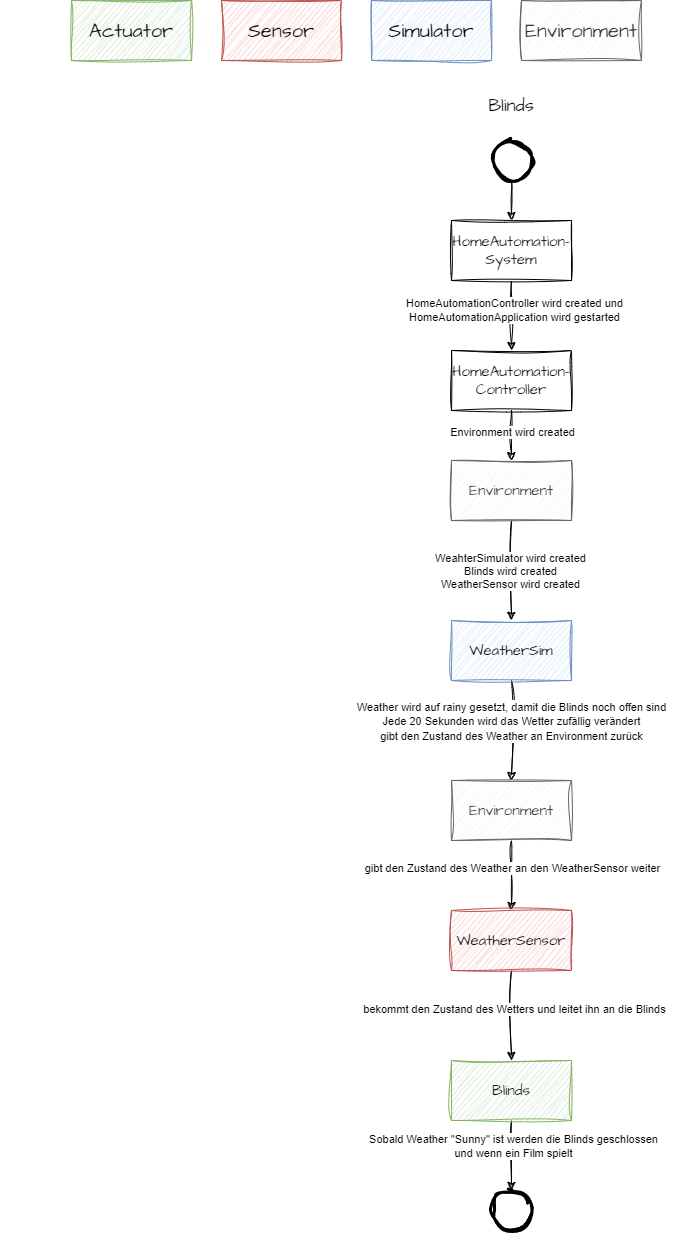 Actuator
Sensor
Simulator
Environment
Blinds
HomeAutomation-
System
HomeAutomationController wird created und
HomeAutomationApplication wird gestarted
HomeAutomation-
Controller
Environment wird created
Environment
WeahterSimulator wird created
Blinds wird created
WeatherSensor wird created
WeatherSim
Weather wird auf rainy gesetzt, damit die Blinds noch offen sind
Jede 20 Sekunden wird das Wetter zufällig verändert
gibt den Zustand des Weather an Environment zurück
Environment
gibt den Zustand des Weather an den WeatherSensor weiter
WeatherSensor
bekommt den Zustand des Wetters und leitet ihn an die Blinds
Blinds
Sobald Weather "Sunny" ist werden die Blinds geschlossen
und wenn ein Film spielt